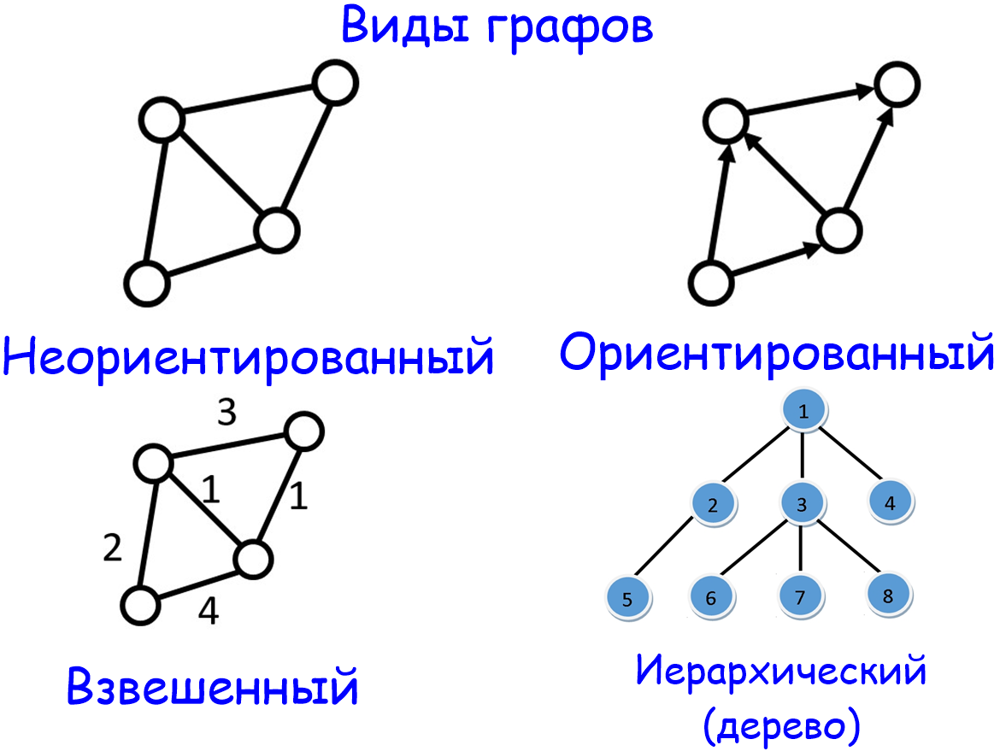 Виды графов
Неориентированный
Ориентированный
3
1
1
2
4
Взвешенный
1
2 3 4
5 6 7 8
Иерархический
(дерево)